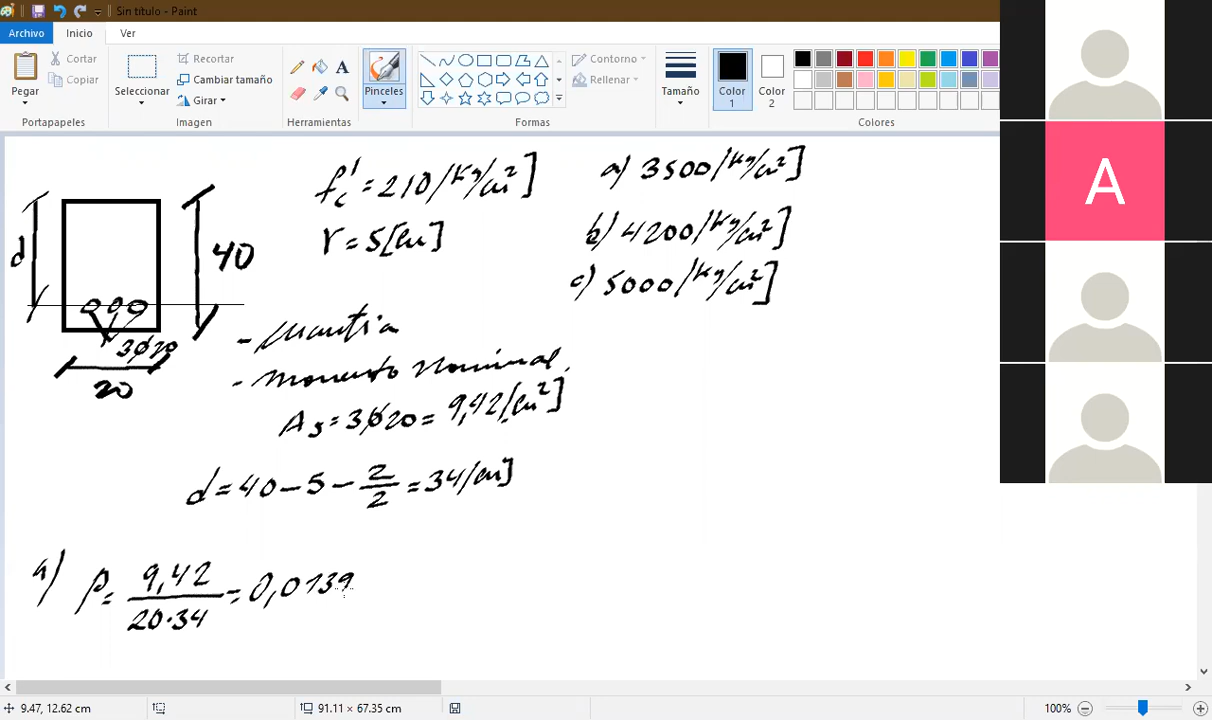 Sin título - Paint
Archivo Inicio Ver
Pegar
Cortar
Copiar
Portapapeles
Seleccionar
Recortar
Cambiar tamaño
Girar
Imagen
A
Herramientas
Pinceles
Contorno
Rellenar
Formas
Tamaño
Color 1
Color 2
Colores
A
f'c = 210 [Kg/cm²]
r = 5 [cm]
a) 3500 [Kg/cm²]
b) 4200 [Kg/cm²]
c) 5000 [Kg/cm²]
d
40
3φ20
20
- Cuantia
- Momento Nominal.
As = 3φ20 = 9,42 [cm²]
d = 40 - 5 - 2/2 = 34 [cm]
a) ρ = 9,42/20·34 = 0,0139
9.47, 12.62 cm
91.11 × 67.35 cm
100%